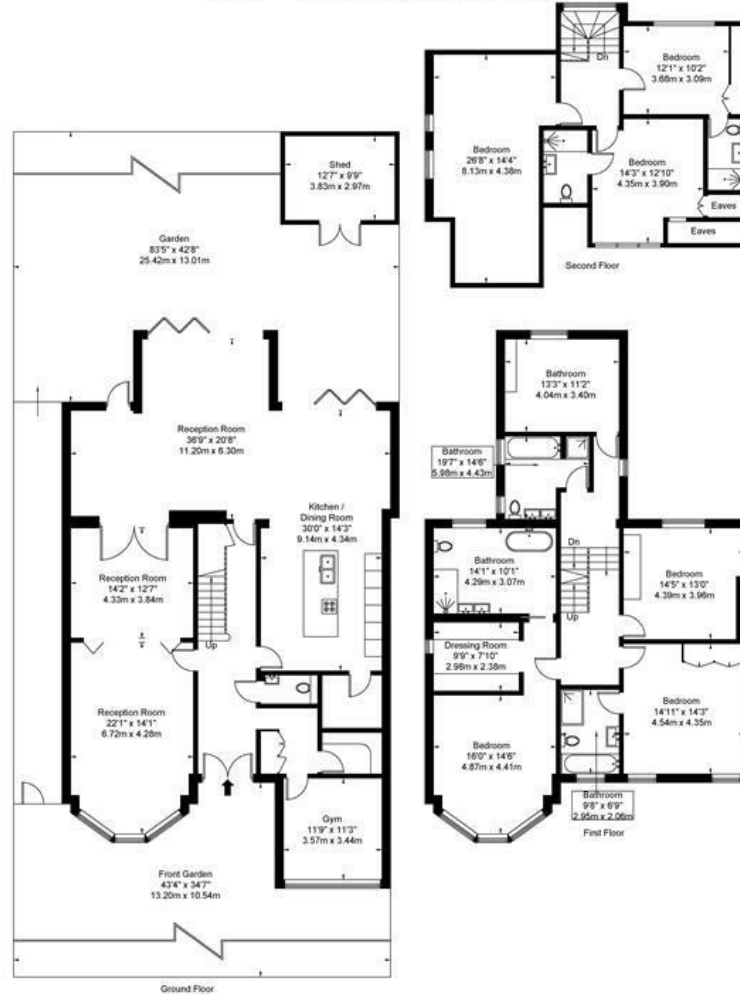 Dn
Bedroom
12'1" x 10'2"
3.68m x 3.09m
Bedroom
26'8" x 14'4"
8.13m x 4.38m
Bedroom
14'3" x 12'10"
4.35m x 3.90m
Eaves
Eaves
Second Floor
Shed
12'7" x 9'9"
3.83m x 2.97m
Garden
83'5" x 42'8"
25.42m x 13.01m
Reception Room
36'9" x 20'8"
11.20m x 6.30m
Kitchen /
Dining Room
30'0" x 14'3"
9.14m x 4.34m
Reception Room
14'2" x 12'7"
4.33m x 3.84m
Up
Reception Room
22'1" x 14'1"
6.72m x 4.28m
Gym
11'9" x 11'3"
3.57m x 3.44m
Front Garden
43'4" x 34'7"
13.20m x 10.54m
Ground Floor
Bathroom
13'3" x 11'2"
4.04m x 3.40m
Bathroom
19'7" x 14'6"
5.98m x 4.43m
Bathroom
14'1" x 10'1"
4.29m x 3.07m
Dn
Up
Bedroom
14'5" x 13'0"
4.39m x 3.96m
Dressing Room
9'9" x 7'10"
2.98m x 2.38m
Bedroom
14'11" x 14'3"
4.54m x 4.35m
Bedroom
16'0" x 14'6"
4.87m x 4.41m
Bathroom
9'8" x 6'9"
2.95m x 2.06m
First Floor